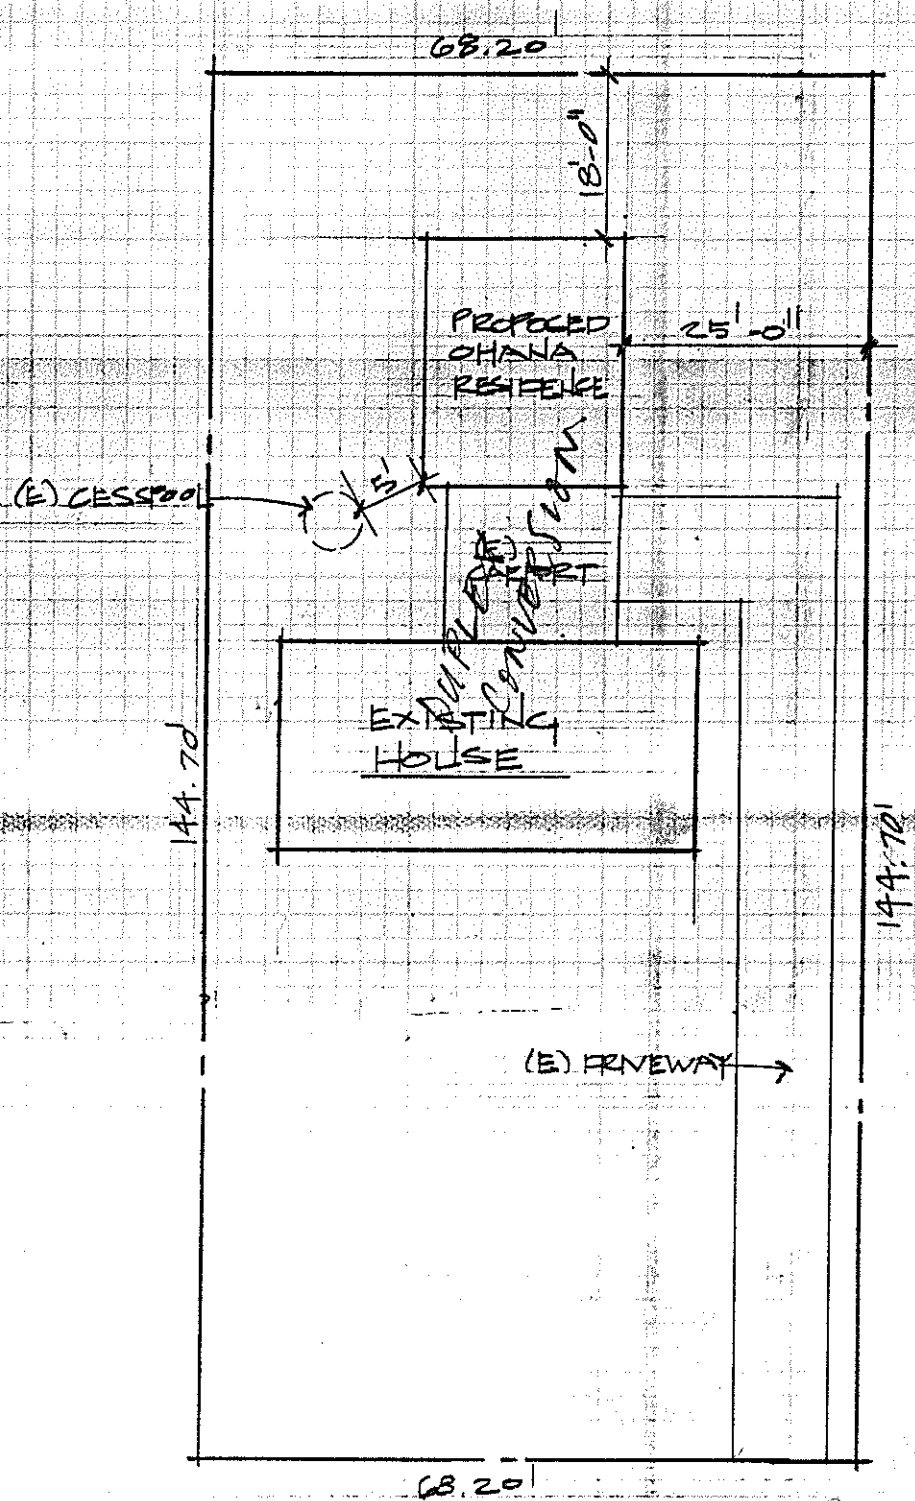 68.20
18'-0"
PROPOSED
OHANA
RESIDENCE
25'-0"
(E) CESSPOOL
5'
(E)
CARPORT
DUPLEX
CONVERSION
EXISTING
HOUSE
144.70'
144.70'
(E) DRIVEWAY
68.20'